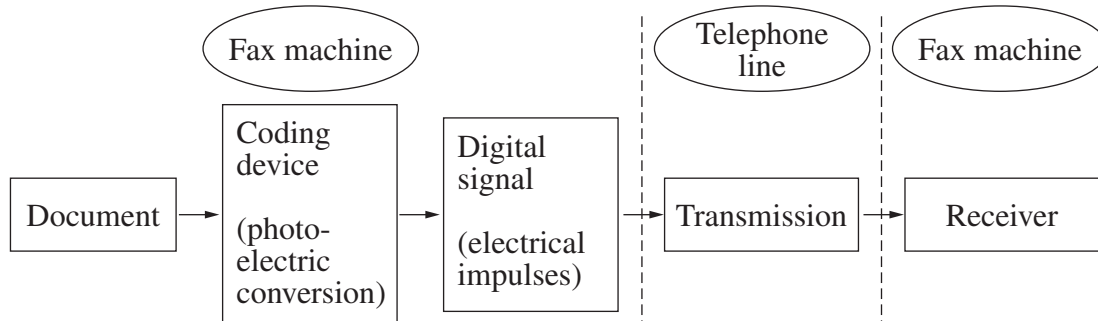 Fax machine
Telephone
line
Fax machine
Document
Coding
device
(photo-
electric
conversion)
Digital
signal
(electrical
impulses)
Transmission
Receiver